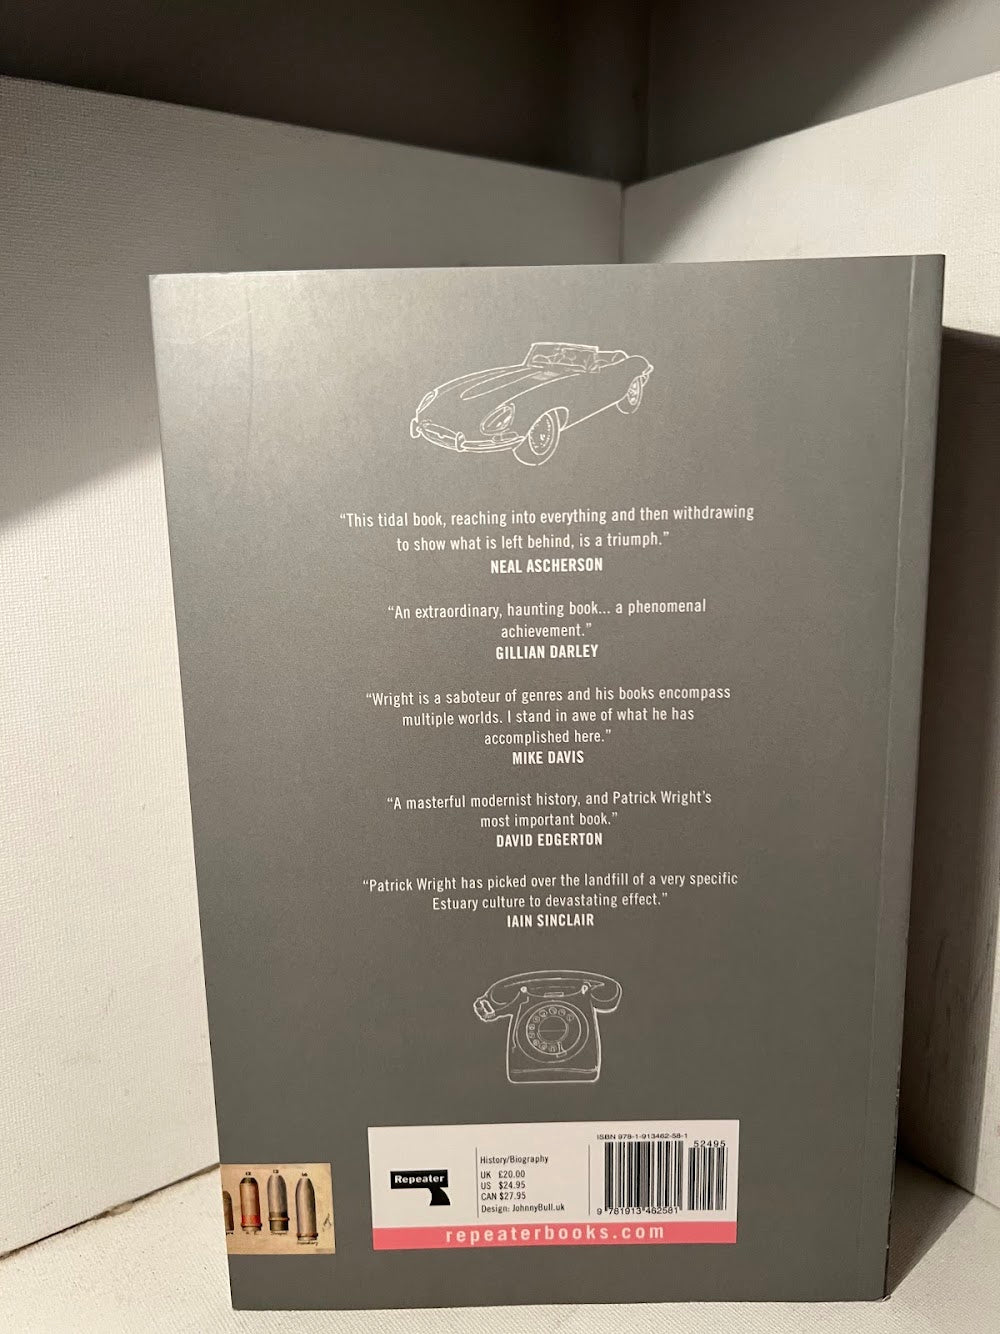 “This tidal book, reaching into everything and then withdrawing
to show what is left behind, is a triumph.”
NEAL ASCHERSON
“An extraordinary, haunting book... a phenomenal
achievement.”
GILLIAN DARLEY
“Wright is a saboteur of genres and his books encompass
multiple worlds. I stand in awe of what he has
accomplished here.”
MIKE DAVIS
“A masterful modernist history, and Patrick Wright’s
most important book.”
DAVID EDGERTON
“Patrick Wright has picked over the landfill of a very specific
Estuary culture to devastating effect.”
IAIN SINCLAIR
Repeater
History/Biography
UK £20.00
US $24.95
CAN $27.95
Design: JohnnyBull.uk
ISBN 978-1-913462-58-1
52495
9 781913 462581
repeaterbooks.com